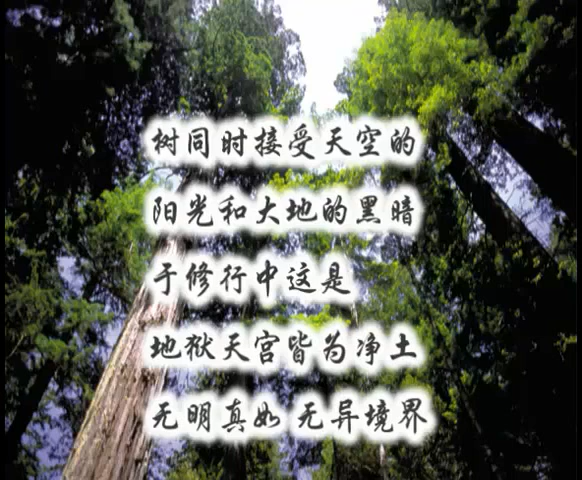 树同时接受天空的
阳光和大地的黑暗
于修行中这是
地狱天宫皆为净土
无明真如 无异境界